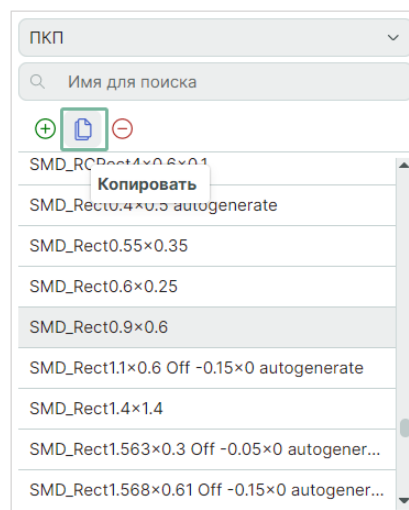 ПКП
Имя для поиска
SMD_RCRect4×0.6×0.1
Копировать
SMD_Rect0.4×0.5 autogenerate
SMD_Rect0.55×0.35
SMD_Rect0.6×0.25
SMD_Rect0.9×0.6
SMD_Rect1.1×0.6 Off -0.15×0 autogenerate
SMD_Rect1.4×1.4
SMD_Rect1.563×0.3 Off -0.05×0 autogener...
SMD_Rect1.568×0.61 Off -0.15×0 autogener...